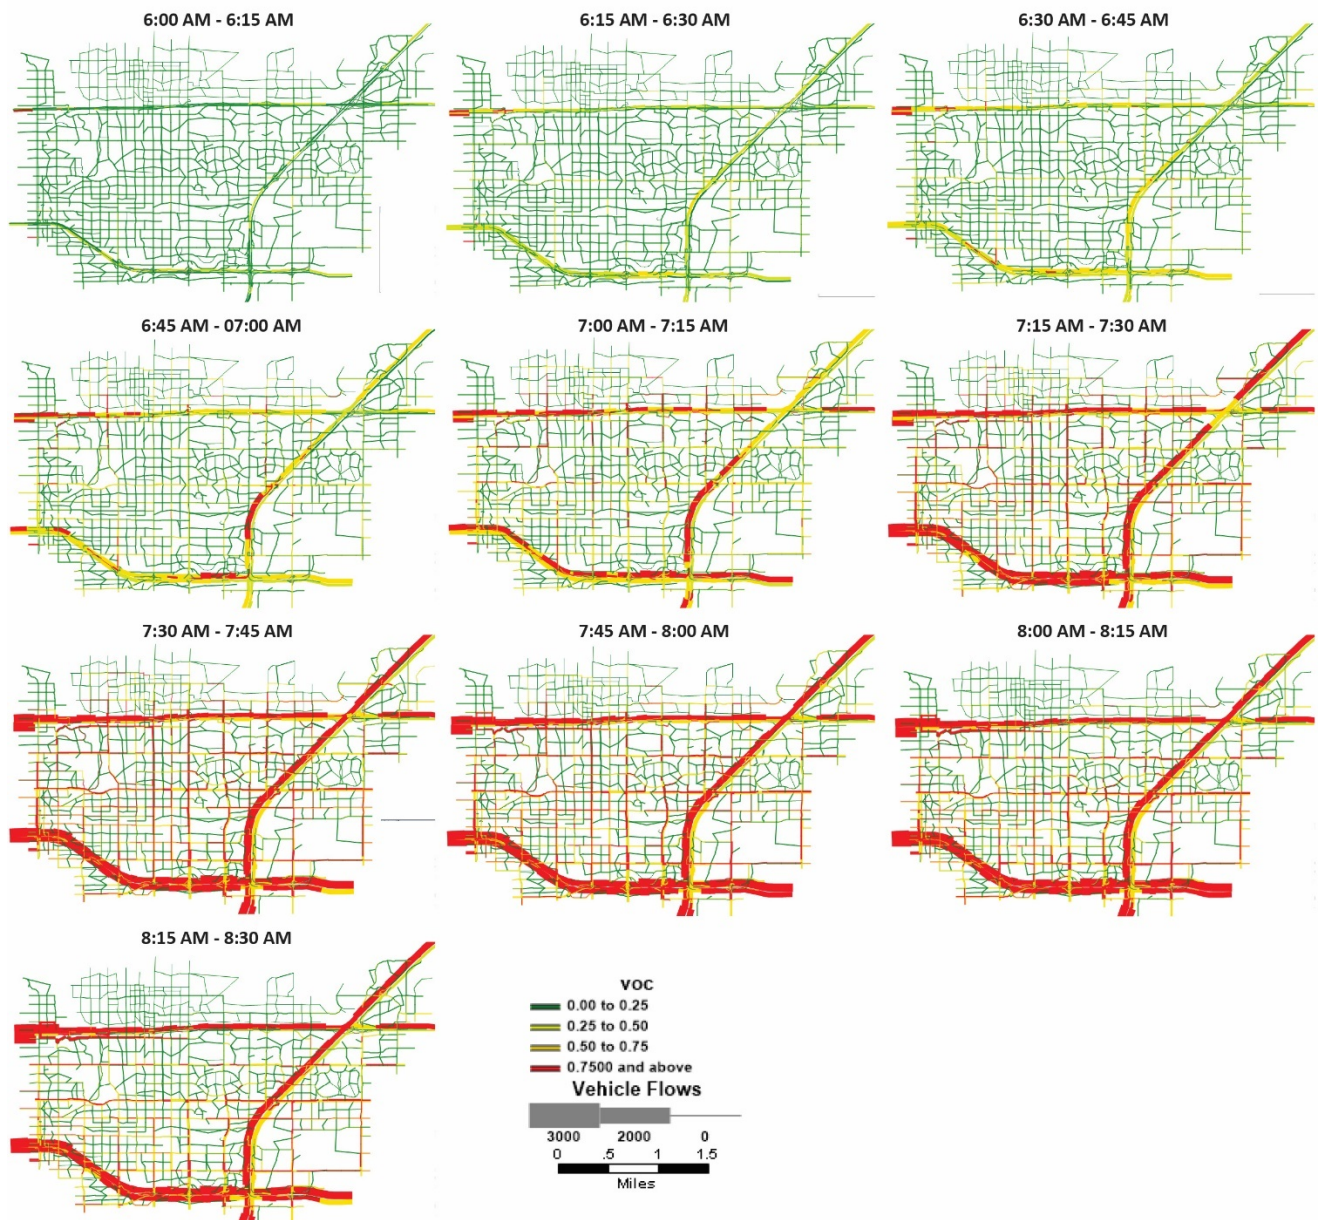 6:00 AM - 6:15 AM
6:15 AM - 6:30 AM
6:30 AM - 6:45 AM
6:45 AM - 07:00 AM
7:00 AM - 7:15 AM
7:15 AM - 7:30 AM
7:30 AM - 7:45 AM
7:45 AM - 8:00 AM
8:00 AM - 8:15 AM
8:15 AM - 8:30 AM
VOC
0.00 to 0.25
0.25 to 0.50
0.50 to 0.75
0.7500 and above
Vehicle Flows
3000 2000 0
0 .5 1 1.5
Miles